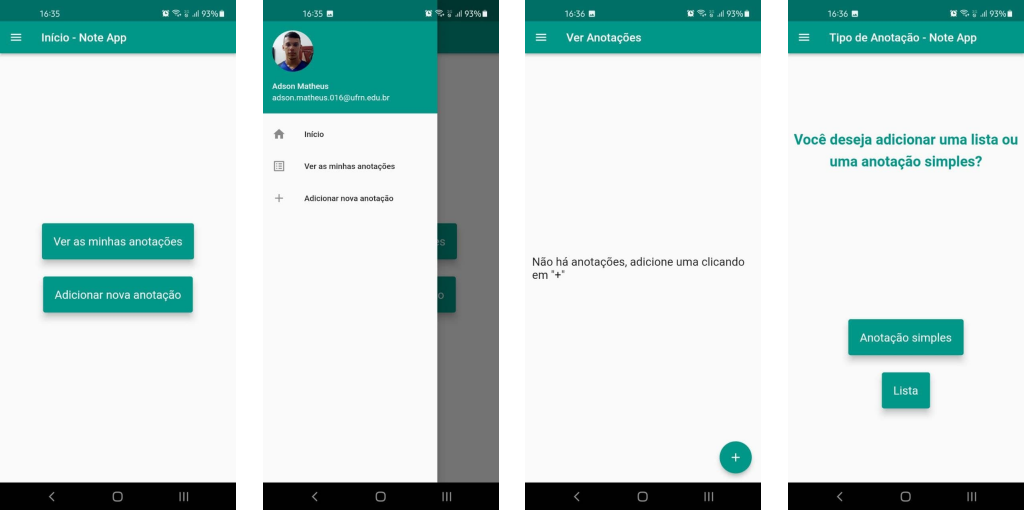 16:35
93%
Início - Note App
Ver as minhas anotações
Adicionar nova anotação
16:35
93%
Adson Matheus
adson.matheus.016@ufrn.edu.br
Início
Ver as minhas anotações
Adicionar nova anotação
es
o
16:36
93%
Ver Anotações
Não há anotações, adicione uma clicando
em "+"
+
16:36
93%
Tipo de Anotação - Note App
Você deseja adicionar uma lista ou
uma anotação simples?
Anotação simples
Lista